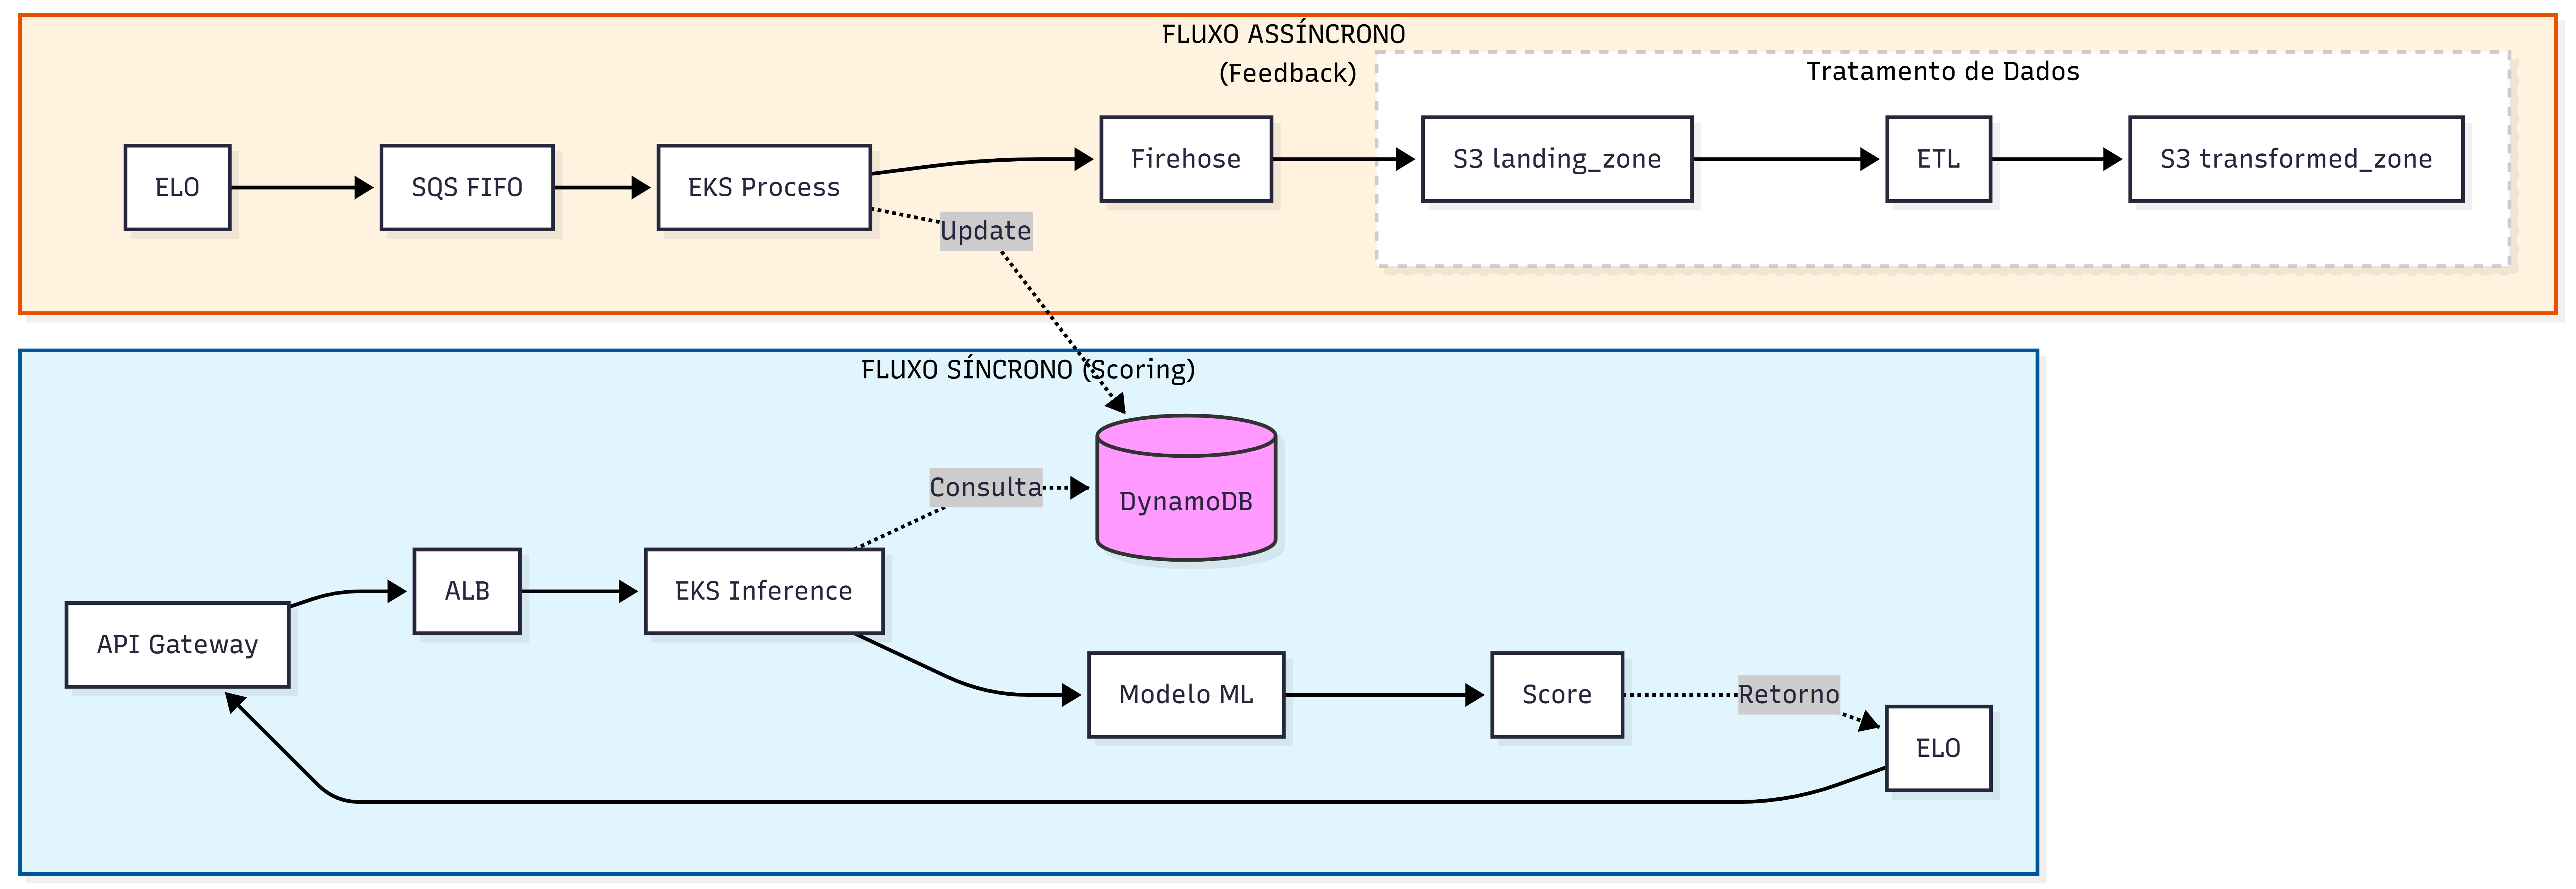 FLUXO ASSÍNCRONO
(Feedback)
Tratamento de Dados
ELO
SQS FIFO
EKS Process
Firehose
S3 landing_zone
ETL
S3 transformed_zone
Update
FLUXO SÍNCRONO (Scoring)
Consulta
DynamoDB
API Gateway
ALB
EKS Inference
Modelo ML
Score
Retorno
ELO